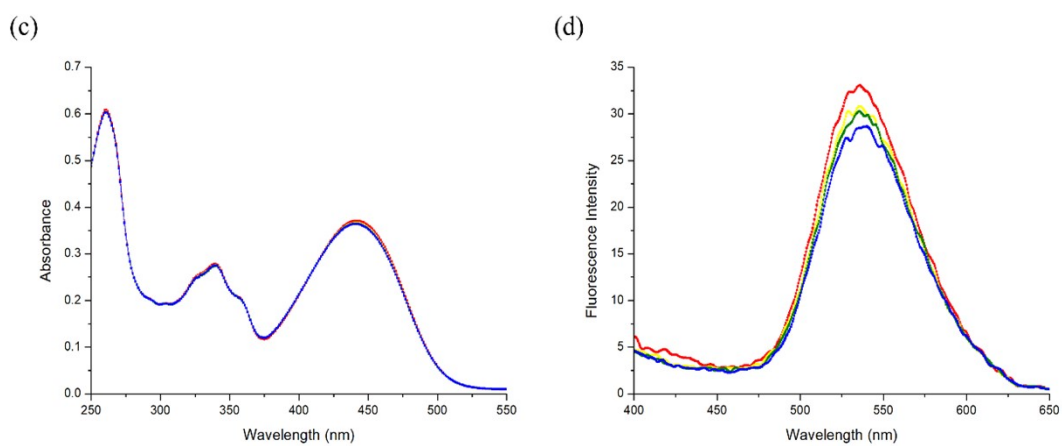 (c)
(d)
0.7
0.6
0.5
0.4
0.3
0.2
0.1
0.0
Absorbance
250 300 350 400 450 500 550
Wavelength (nm)
35
30
25
20
15
10
5
0
Fluorescence Intensity
400 450 500 550 600 650
Wavelength (nm)